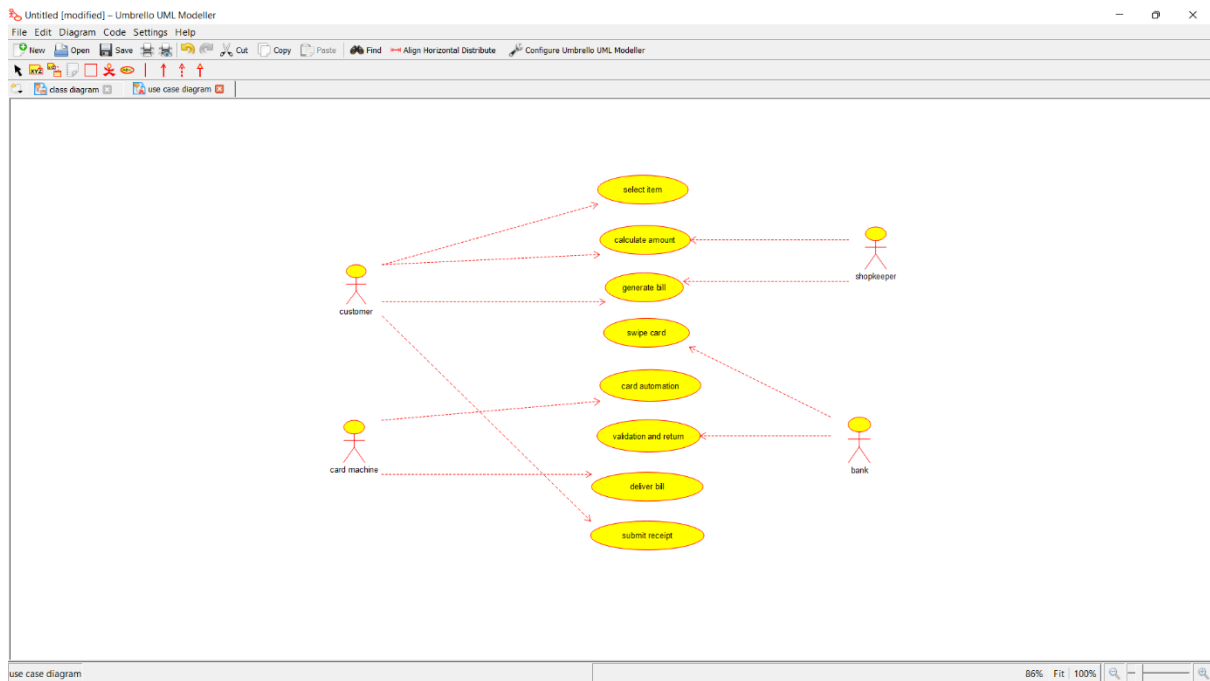 Untitled [modified] – Umbrello UML Modeller
File Edit Diagram Code Settings Help
New Open Save Cut Copy Paste Find Align Horizontal Distribute Configure Umbrello UML Modeller
XYZ
class diagram use case diagram
select item
calculate amount
shopkeeper
generate bill
customer
swipe card
card automation
validation and return
card machine
bank
deliver bill
submit receipt
use case diagram 86% Fit 100%